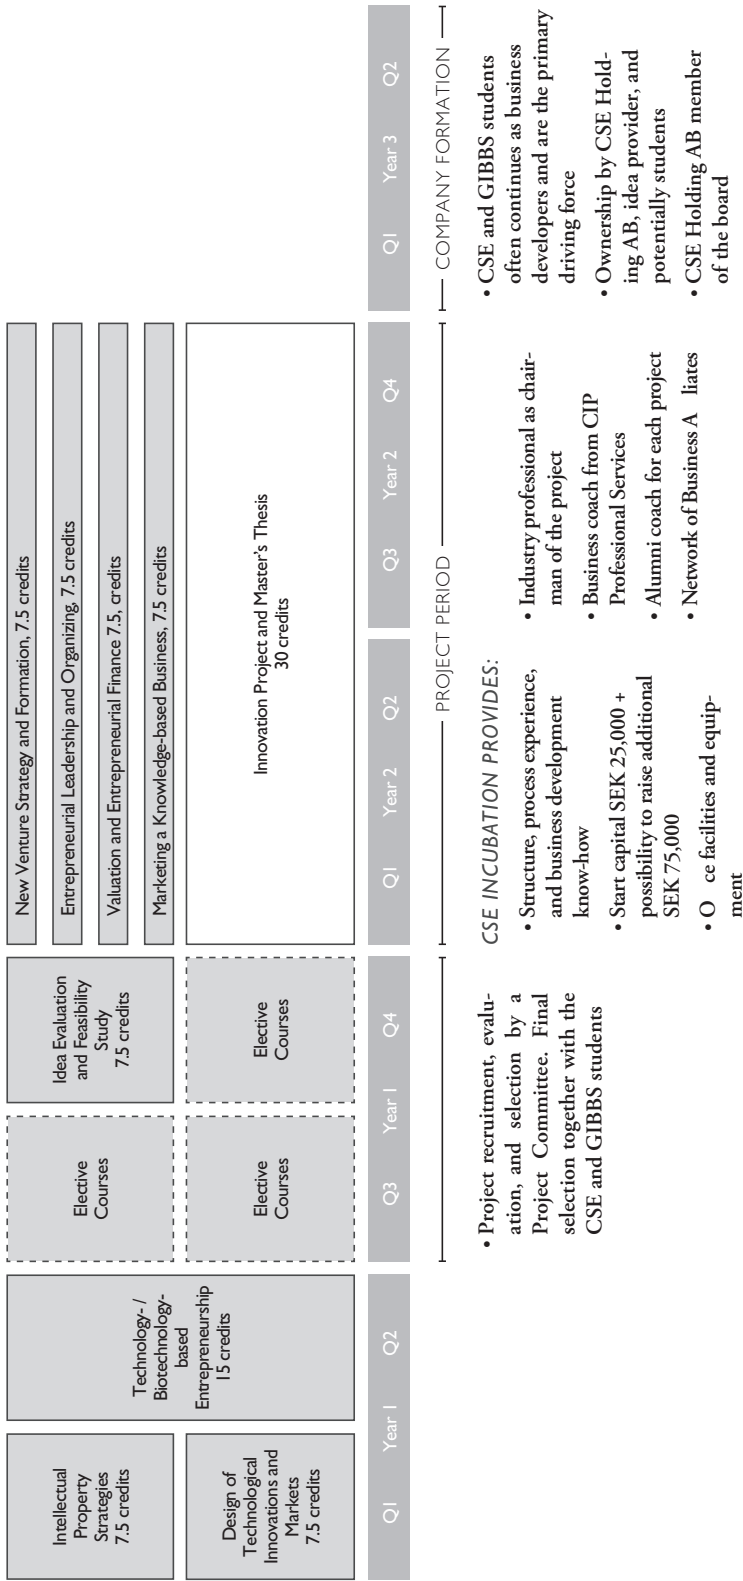 Intellectual
Property
Strategies
7.5 credits
Design of
Technological
Innovations and
Markets
7.5 credits
Technology- /
Biotechnology-
based
Entrepreneurship
15 credits
Elective
Courses
Elective
Courses
Idea Evaluation
and Feasibility
Study
7.5 credits
Elective
Courses
New Venture Strategy and Formation, 7.5 credits
Entrepreneurial Leadership and Organizing, 7.5 credits
Valuation and Entrepreneurial Finance 7.5, credits
Marketing a Knowledge-based Business, 7.5 credits
Innovation Project and Master's Thesis
30 credits
Q1 Year 1 Q2
Q3 Year 1 Q4
Q1 Year 2 Q2
Q3 Year 2 Q4
Q1 Year 3 Q2
PROJECT PERIOD
COMPANY FORMATION
• Project recruitment, evalu-
ation, and selection by a
Project Committee. Final
selection together with the
CSE and GIBBS students
CSE INCUBATION PROVIDES:
• Structure, process experience,
and business development
know-how
• Start capital SEK 25,000 +
possibility to raise additional
SEK 75,000
• O ce facilities and equip-
ment
• Industry professional as chair-
man of the project
• Business coach from CIP
Professional Services
• Alumni coach for each project
• Network of Business A liates
• CSE and GIBBS students
often continues as business
developers and are the primary
driving force
• Ownership by CSE Hold-
ing AB, idea provider, and
potentially students
• CSE Holding AB member
of the board